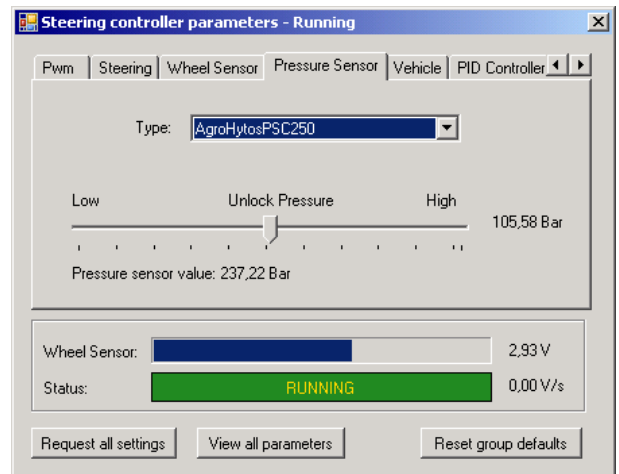 Steering controller parameters - Running
Pwm Steering Wheel Sensor Pressure Sensor Vehicle PID Controller
Type: AgroHytosPSC250
Low Unlock Pressure High
105,58 Bar
Pressure sensor value: 237,22 Bar
Wheel Sensor: 2,93 V
Status: RUNNING 0,00 V/s
Request all settings View all parameters Reset group defaults